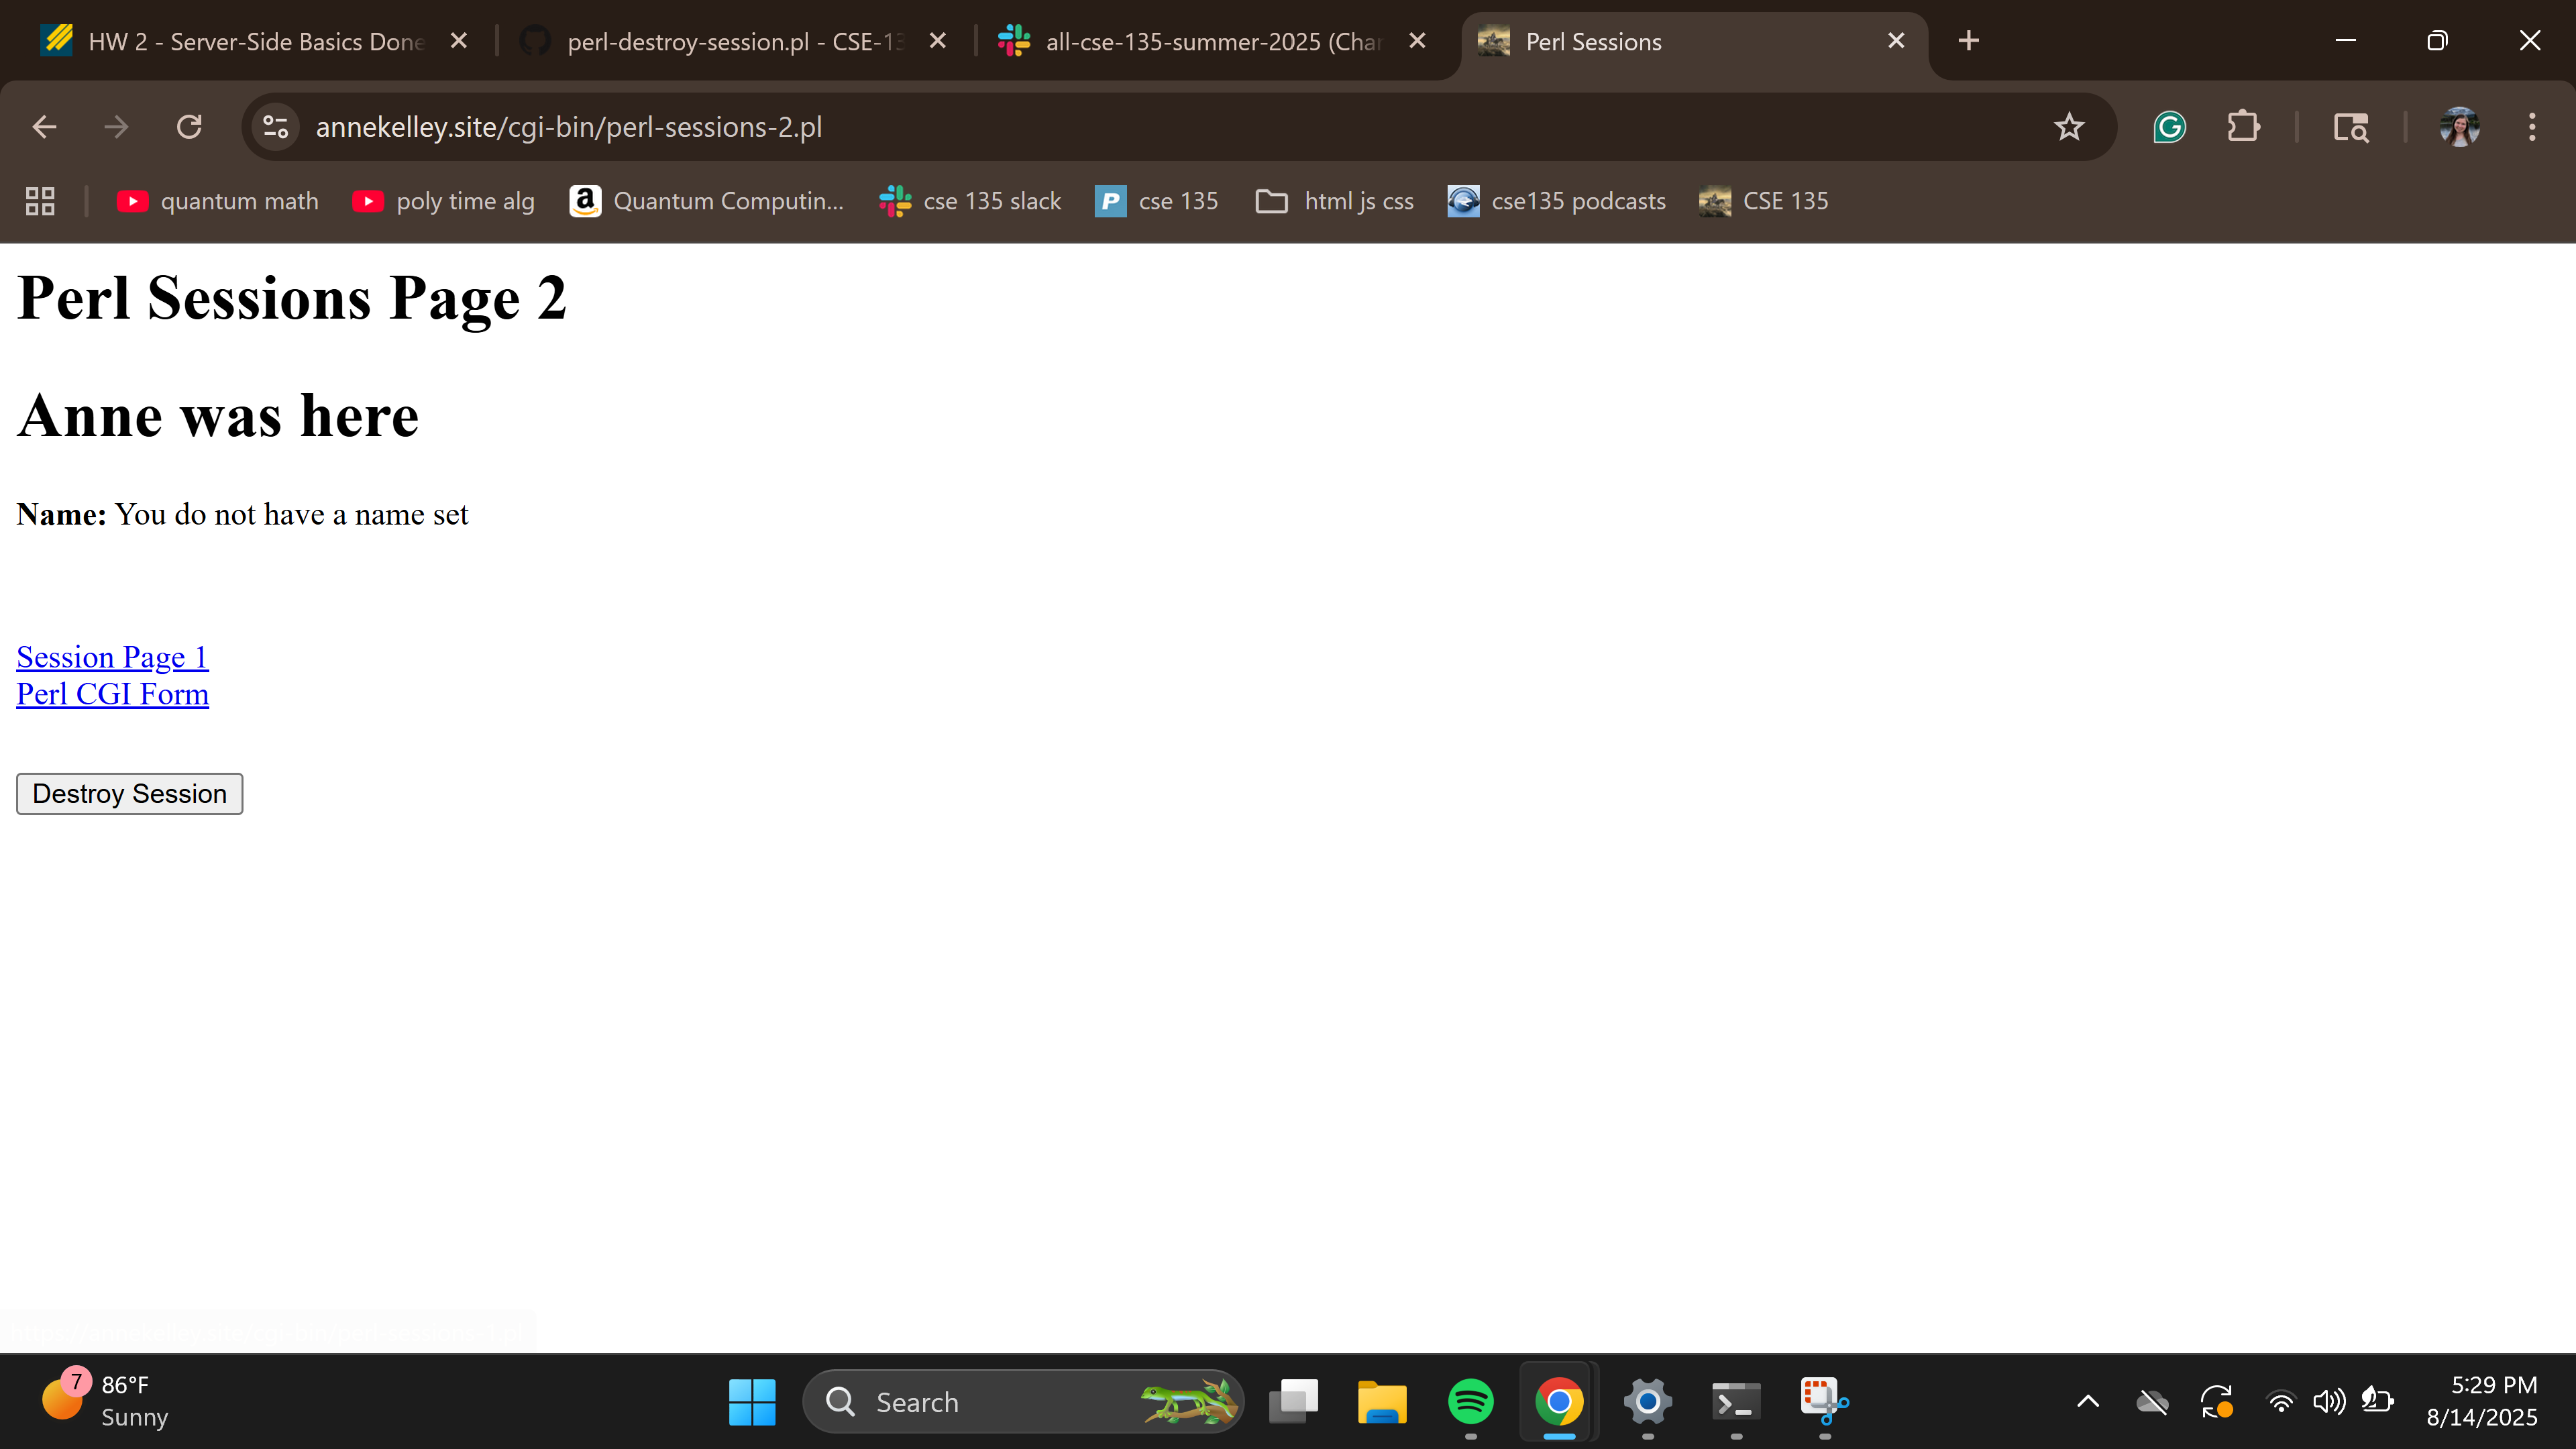 HW 2 - Server-Side Basics Done
perl-destroy-session.pl - CSE-13
all-cse-135-summer-2025 (Char
Perl Sessions
annekelley.site/cgi-bin/perl-sessions-2.pl
quantum math
poly time alg
Quantum Computin...
cse 135 slack
cse 135
html js css
cse135 podcasts
CSE 135
Perl Sessions Page 2
Anne was here
Name: You do not have a name set
Session Page 1
Perl CGI Form
Destroy Session
7
86°F
Sunny
Search
5:29 PM
8/14/2025